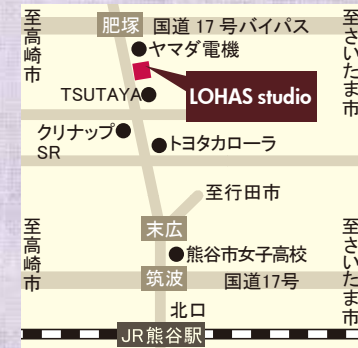 至高崎市
肥塚
国道17号バイパス
至さいたま市
ヤマダ電機
LOHAS studio
TSUTAYA
クリナップ
SR
トヨタカローラ
至行田市
末広
至高崎市
至さいたま市
熊谷市女子高校
筑波
国道17号
北口
JR熊谷駅